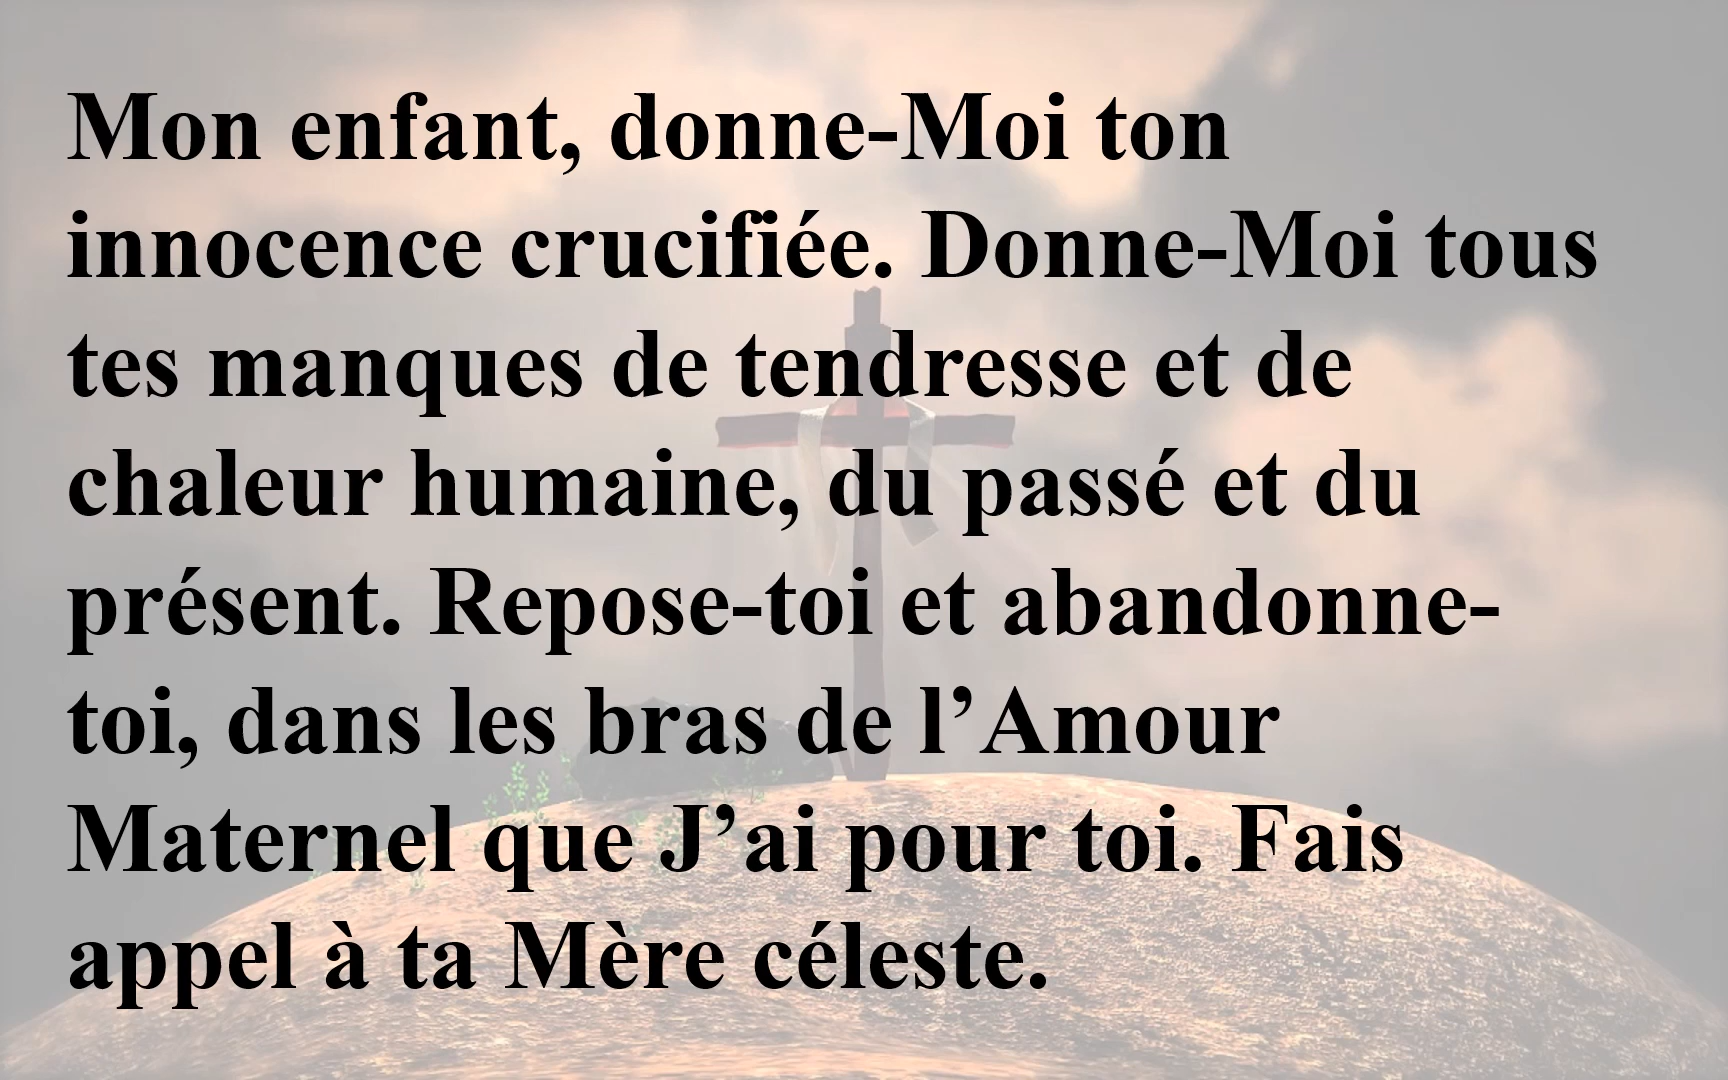 Mon enfant, donne-Moi ton
innocence crucifiée. Donne-Moi tous
tes manques de tendresse et de
chaleur humaine, du passé et du
présent. Repose-toi et abandonne-
toi, dans les bras de l’Amour
Maternel que J’ai pour toi. Fais
appel à ta Mère céleste.